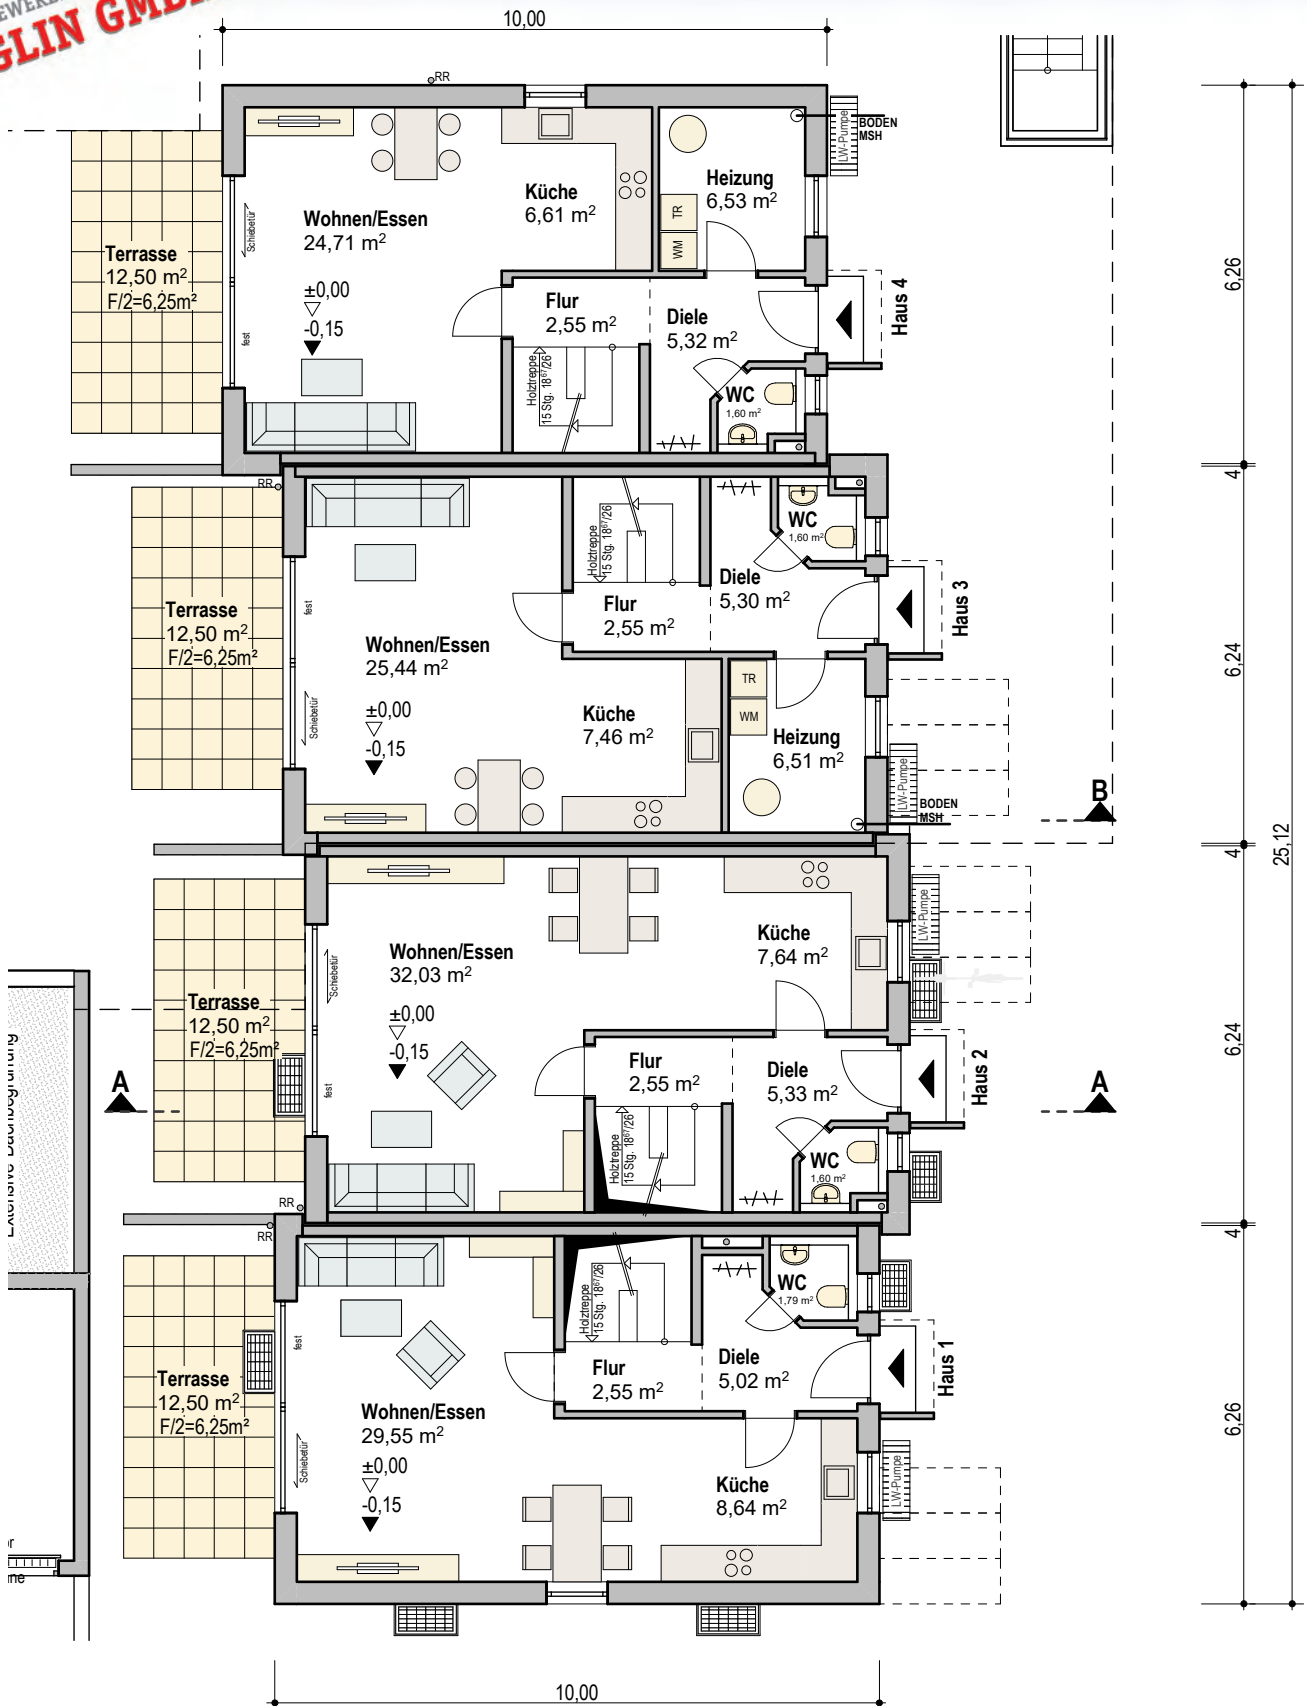 GLIN GMB
10,00
RR
LW-Pumpe
BODEN
MSH
Heizung
6,53 m²
TR
WM
Küche
6,61 m²
Wohnen/Essen
24,71 m²
Schiebetür
Terrasse
12,50 m²
F/2=6,25m²
±0,00
-0,15
fest
Flur
2,55 m²
Diele
5,32 m²
Haus 4
Holztreppe
15 Stg. 18⁶⁷/26
WC
1,60 m²
6,26
4
RR
WC
1,60 m²
Holztreppe
15 Stg. 18⁶⁷/26
Diele
5,30 m²
Flur
2,55 m²
Haus 3
Terrasse
12,50 m²
F/2=6,25m²
fest
Wohnen/Essen
25,44 m²
Schiebetür
±0,00
-0,15
TR
WM
Küche
7,46 m²
Heizung
6,51 m²
LW-Pumpe
BODEN
MSH
B
6,24
4
25,12
LW-Pumpe
Küche
7,64 m²
Wohnen/Essen
32,03 m²
Schiebetür
Terrasse
12,50 m²
F/2=6,25m²
±0,00
-0,15
fest
Flur
2,55 m²
Diele
5,33 m²
Haus 2
A
A
Extensive Dachbegrünung
Holztreppe
15 Stg. 18⁶⁷/26
WC
1,60 m²
6,24
RR
4
RR
WC
1,79 m²
Holztreppe
15 Stg. 18⁶⁷/26
fest
Diele
5,02 m²
Flur
2,55 m²
Haus 1
Terrasse
12,50 m²
F/2=6,25m²
Wohnen/Essen
29,55 m²
Schiebetür
±0,00
-0,15
Küche
8,64 m²
LW-Pumpe
6,26
10,00